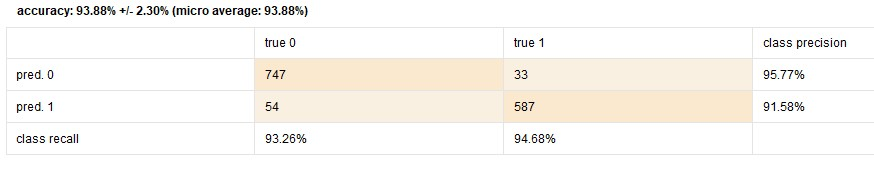 accuracy: 93.88% +/- 2.30% (micro average: 93.88%)
true 0 true 1 class precision
pred. 0 747 33 95.77%
pred. 1 54 587 91.58%
class recall 93.26% 94.68%